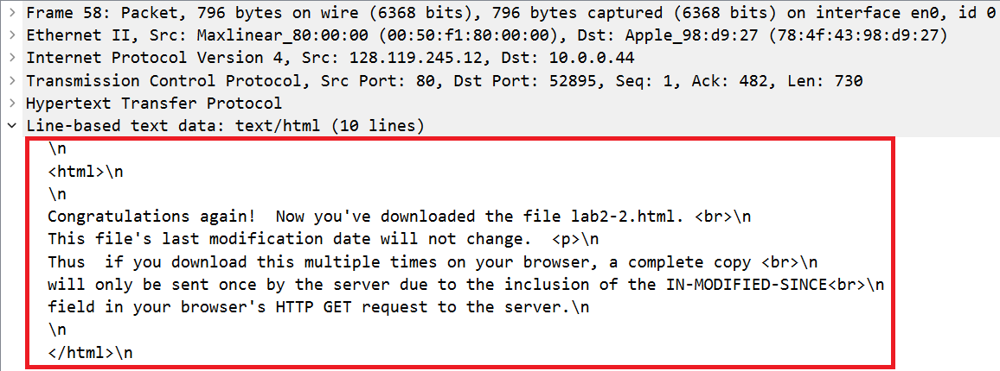 Frame 58: Packet, 796 bytes on wire (6368 bits), 796 bytes captured (6368 bits) on interface en0, id 0
Ethernet II, Src: Maxlinear_80:00:00 (00:50:f1:80:00:00), Dst: Apple_98:d9:27 (78:4f:43:98:d9:27)
Internet Protocol Version 4, Src: 128.119.245.12, Dst: 10.0.0.44
Transmission Control Protocol, Src Port: 80, Dst Port: 52895, Seq: 1, Ack: 482, Len: 730
Hypertext Transfer Protocol
Line-based text data: text/html (10 lines)
\n
<html>\n
\n
Congratulations again!  Now you've downloaded the file lab2-2.html. <br>\n
This file's last modification date will not change.  <p>\n
Thus  if you download this multiple times on your browser, a complete copy <br>\n
will only be sent once by the server due to the inclusion of the IN-MODIFIED-SINCE<br>\n
field in your browser's HTTP GET request to the server.\n
\n
</html>\n